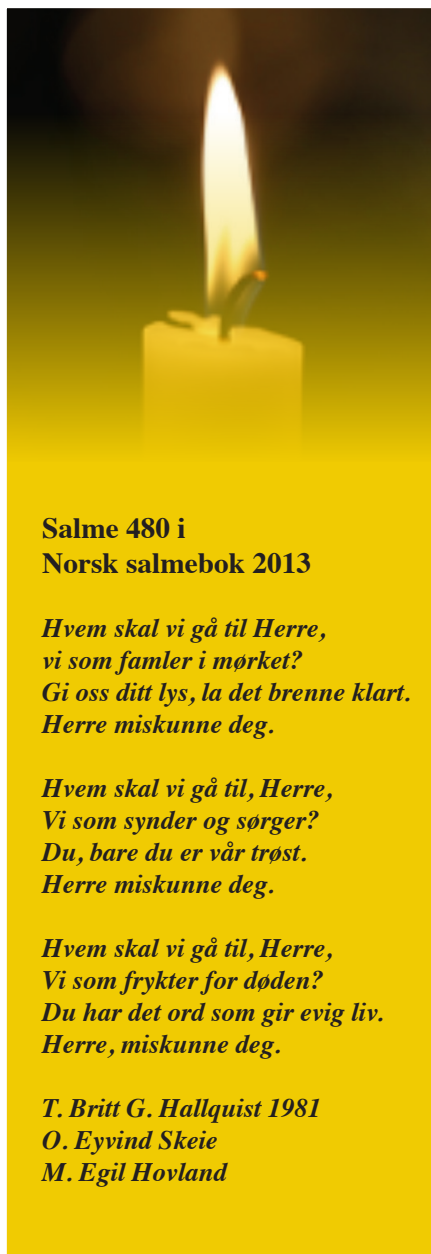 Salme 480 i
Norsk salmebok 2013
Hvem skal vi gå til Herre,
vi som famler i mørket?
Gi oss ditt lys, la det brenne klart.
Herre miskunne deg.
Hvem skal vi gå til, Herre,
Vi som synder og sørger?
Du, bare du er vår trøst.
Herre miskunne deg.
Hvem skal vi gå til, Herre,
Vi som frykter for døden?
Du har det ord som gir evig liv.
Herre, miskunne deg.
T. Britt G. Hallquist 1981
O. Eyvind Skeie
M. Egil Hovland